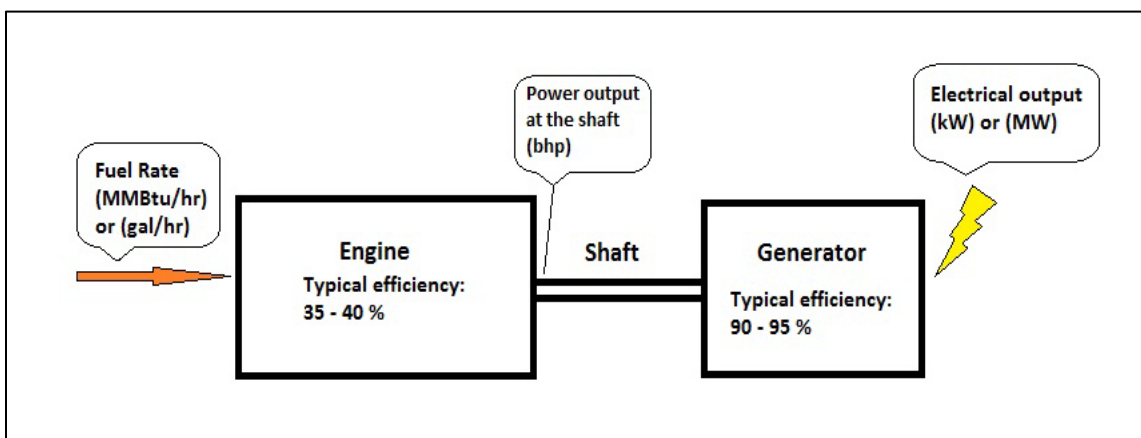 Fuel Rate
(MMBtu/hr)
or (gal/hr)
Engine
Typical efficiency:
35 - 40 %
Power output
at the shaft
(bhp)
Shaft
Generator
Typical efficiency:
90 - 95 %
Electrical output
(kW) or (MW)